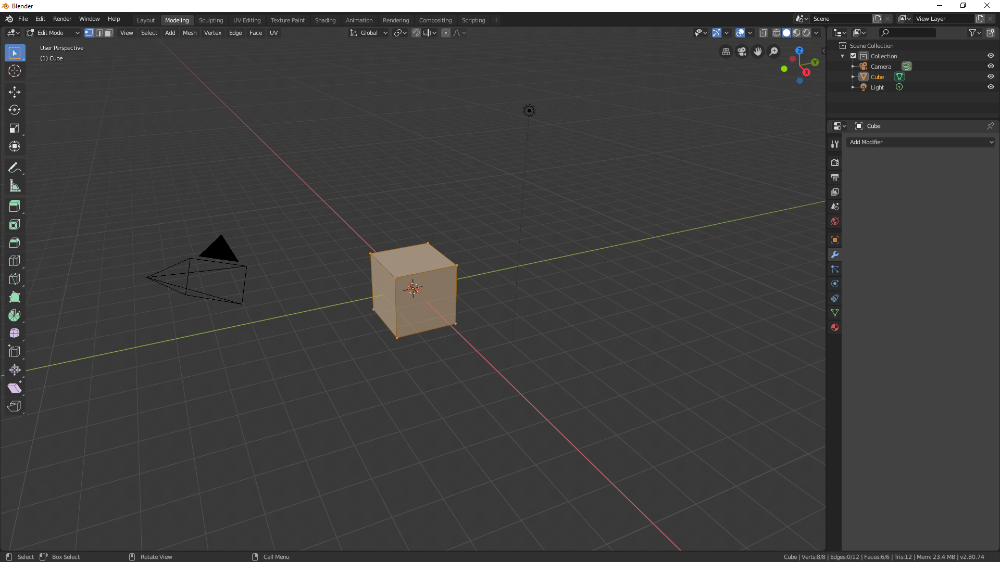 Blender
File Edit Render Window Help Layout Modeling Sculpting UV Editing Texture Paint Shading Animation Rendering Compositing Scripting + Scene View Layer
Edit Mode View Select Add Mesh Vertex Edge Face UV Global
User Perspective
(1) Cube
Z
Y
X
Scene Collection
Collection
Camera
Cube
Light
Cube
Add Modifier
Select Box Select Rotate View Call Menu Cube | Verts:8/8 | Edges:0/12 | Faces:6/6 | Tris:12 | Mem: 23.4 MB | v2.80.74